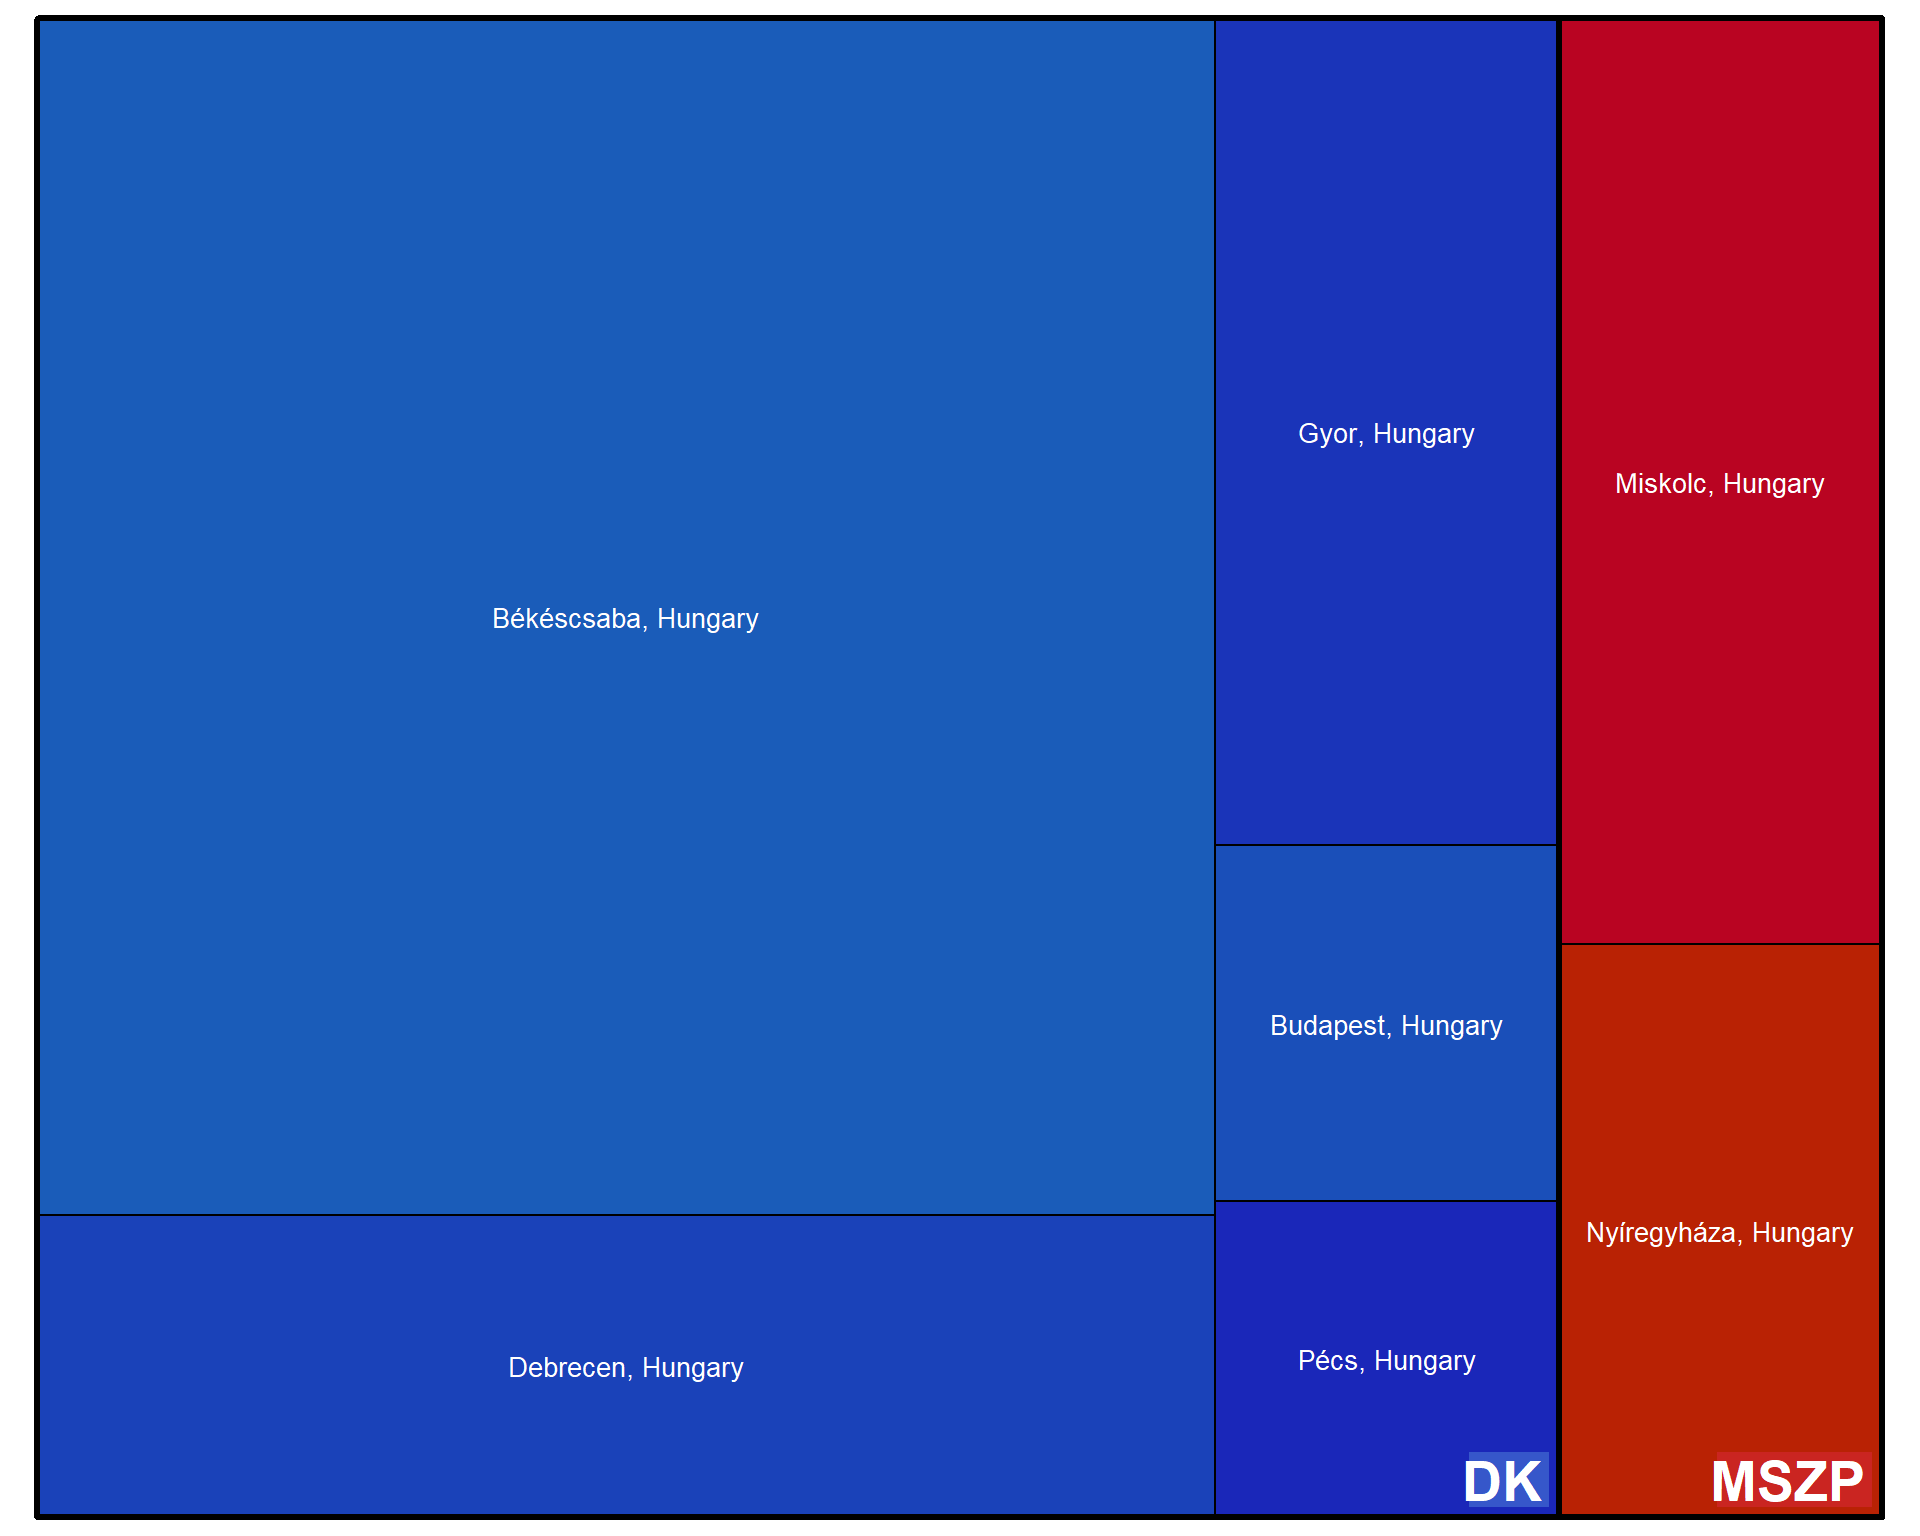 Békéscsaba, Hungary
Debrecen, Hungary
Gyor, Hungary
Budapest, Hungary
Pécs, Hungary
DK
Miskolc, Hungary
Nyíregyháza, Hungary
MSZP